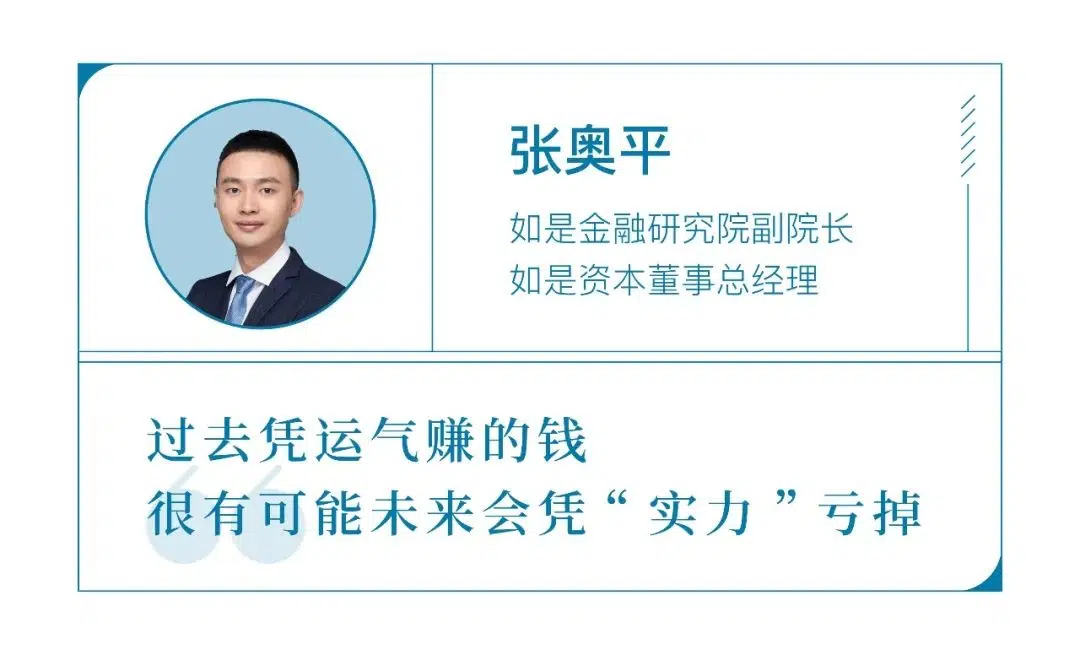 张奥平
如是金融研究院副院长
如是资本董事总经理
过去凭运气赚的钱
很有可能未来会凭“实力”亏掉